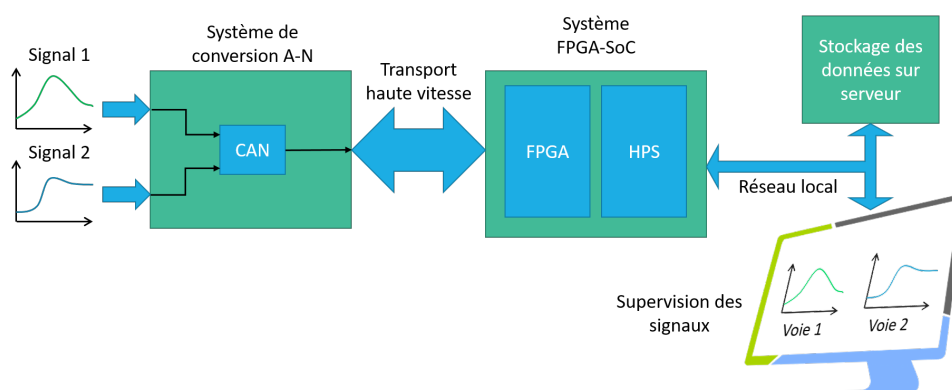 Signal 1
Signal 2
Système de
conversion A-N
CAN
Transport
haute vitesse
Système
FPGA-SoC
FPGA
HPS
Stockage des
données sur
serveur
Réseau local
Supervision des
signaux
Voie 1
Voie 2